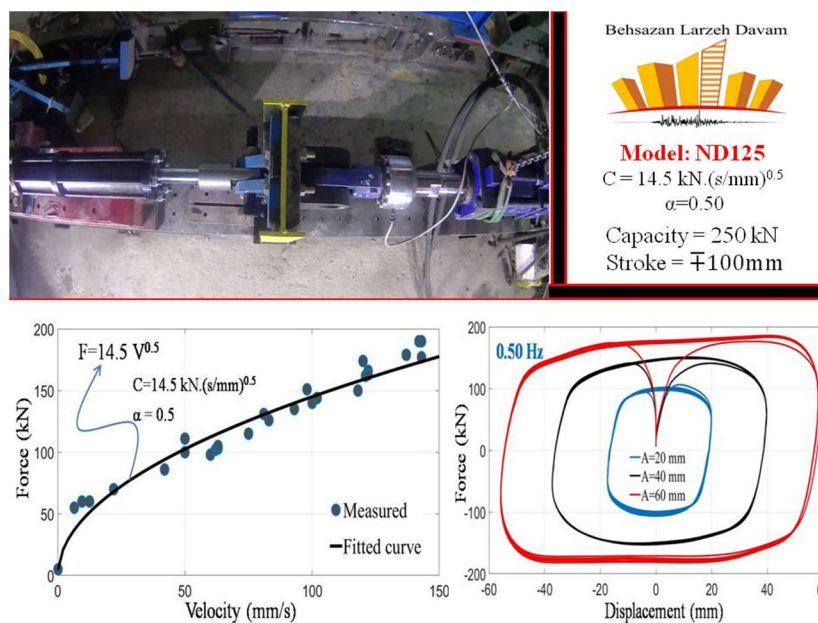 Behsazan Larzeh Davam
Model: ND125
C = 14.5 kN.(s/mm)^0.5
α=0.50
Capacity = 250 kN
Stroke = ∓100mm
200
150
100
50
0
Force (kN)
F=14.5 V^0.5
C=14.5 kN.(s/mm)^0.5
α = 0.5
Measured
Fitted curve
0 50 100 150
Velocity (mm/s)
200
100
0
-100
-200
Force (kN)
0.50 Hz
A=20 mm
A=40 mm
A=60 mm
-60 -40 -20 0 20 40
Displacement (mm)